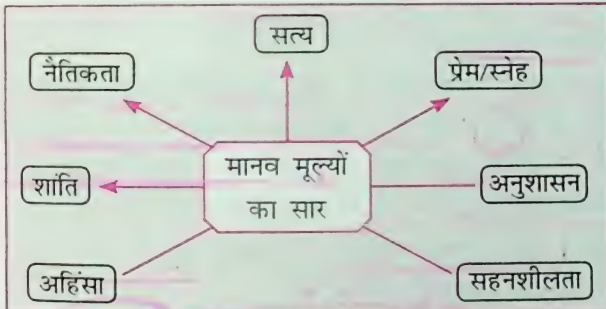 सत्य
नैतिकता
प्रेम/स्नेह
मानव मूल्यों
का सार
शांति
अनुशासन
अहिंसा
सहनशीलता